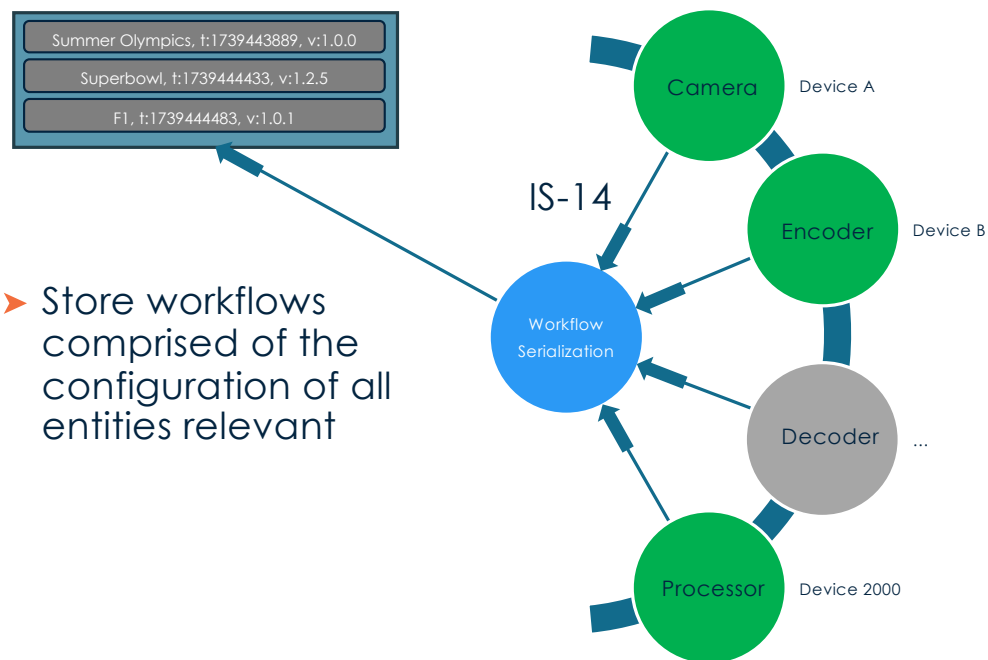 Summer Olympics, t:1739443889, v:1.0.0
Superbowl, t:1739444433, v:1.2.5
F1, t:1739444483, v:1.0.1
Camera
Device A
IS-14
Encoder
Device B
Store workflows
comprised of the
configuration of all
entities relevant
Workflow
Serialization
Decoder
...
Processor
Device 2000